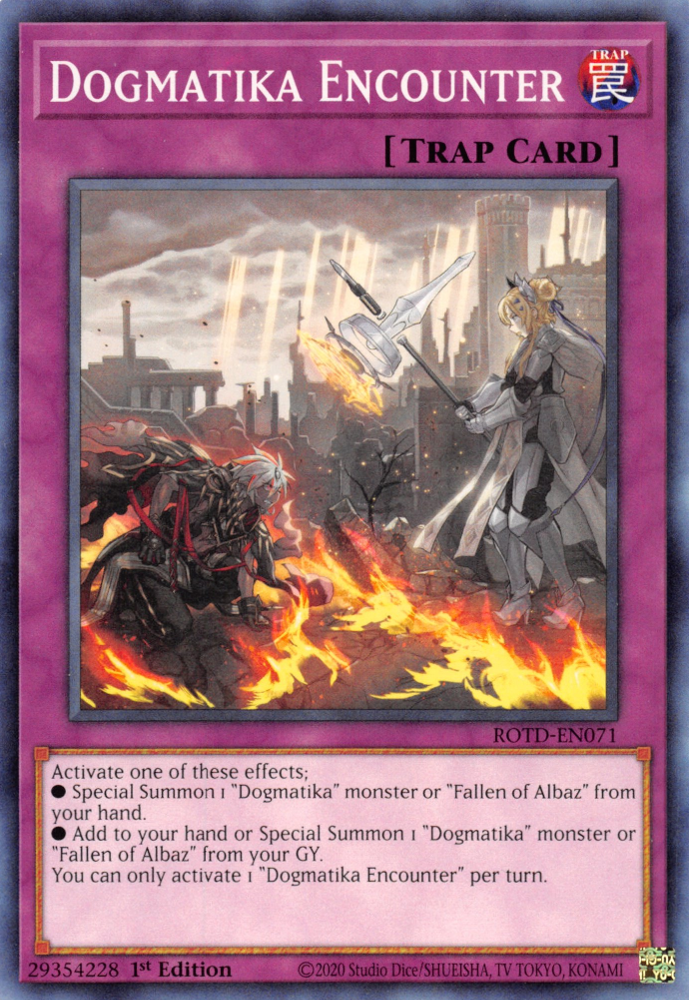 DOGMATIKA ENCOUNTER
TRAP
罠
[TRAP CARD]
ROTD-EN071
Activate one of these effects;
● Special Summon 1 "Dogmatika" monster or "Fallen of Albaz" from
your hand.
● Add to your hand or Special Summon 1 "Dogmatika" monster or
"Fallen of Albaz" from your GY.
You can only activate 1 "Dogmatika Encounter" per turn.
29354228 1st Edition ©2020 Studio Dice/SHUEISHA, TV TOKYO, KONAMI